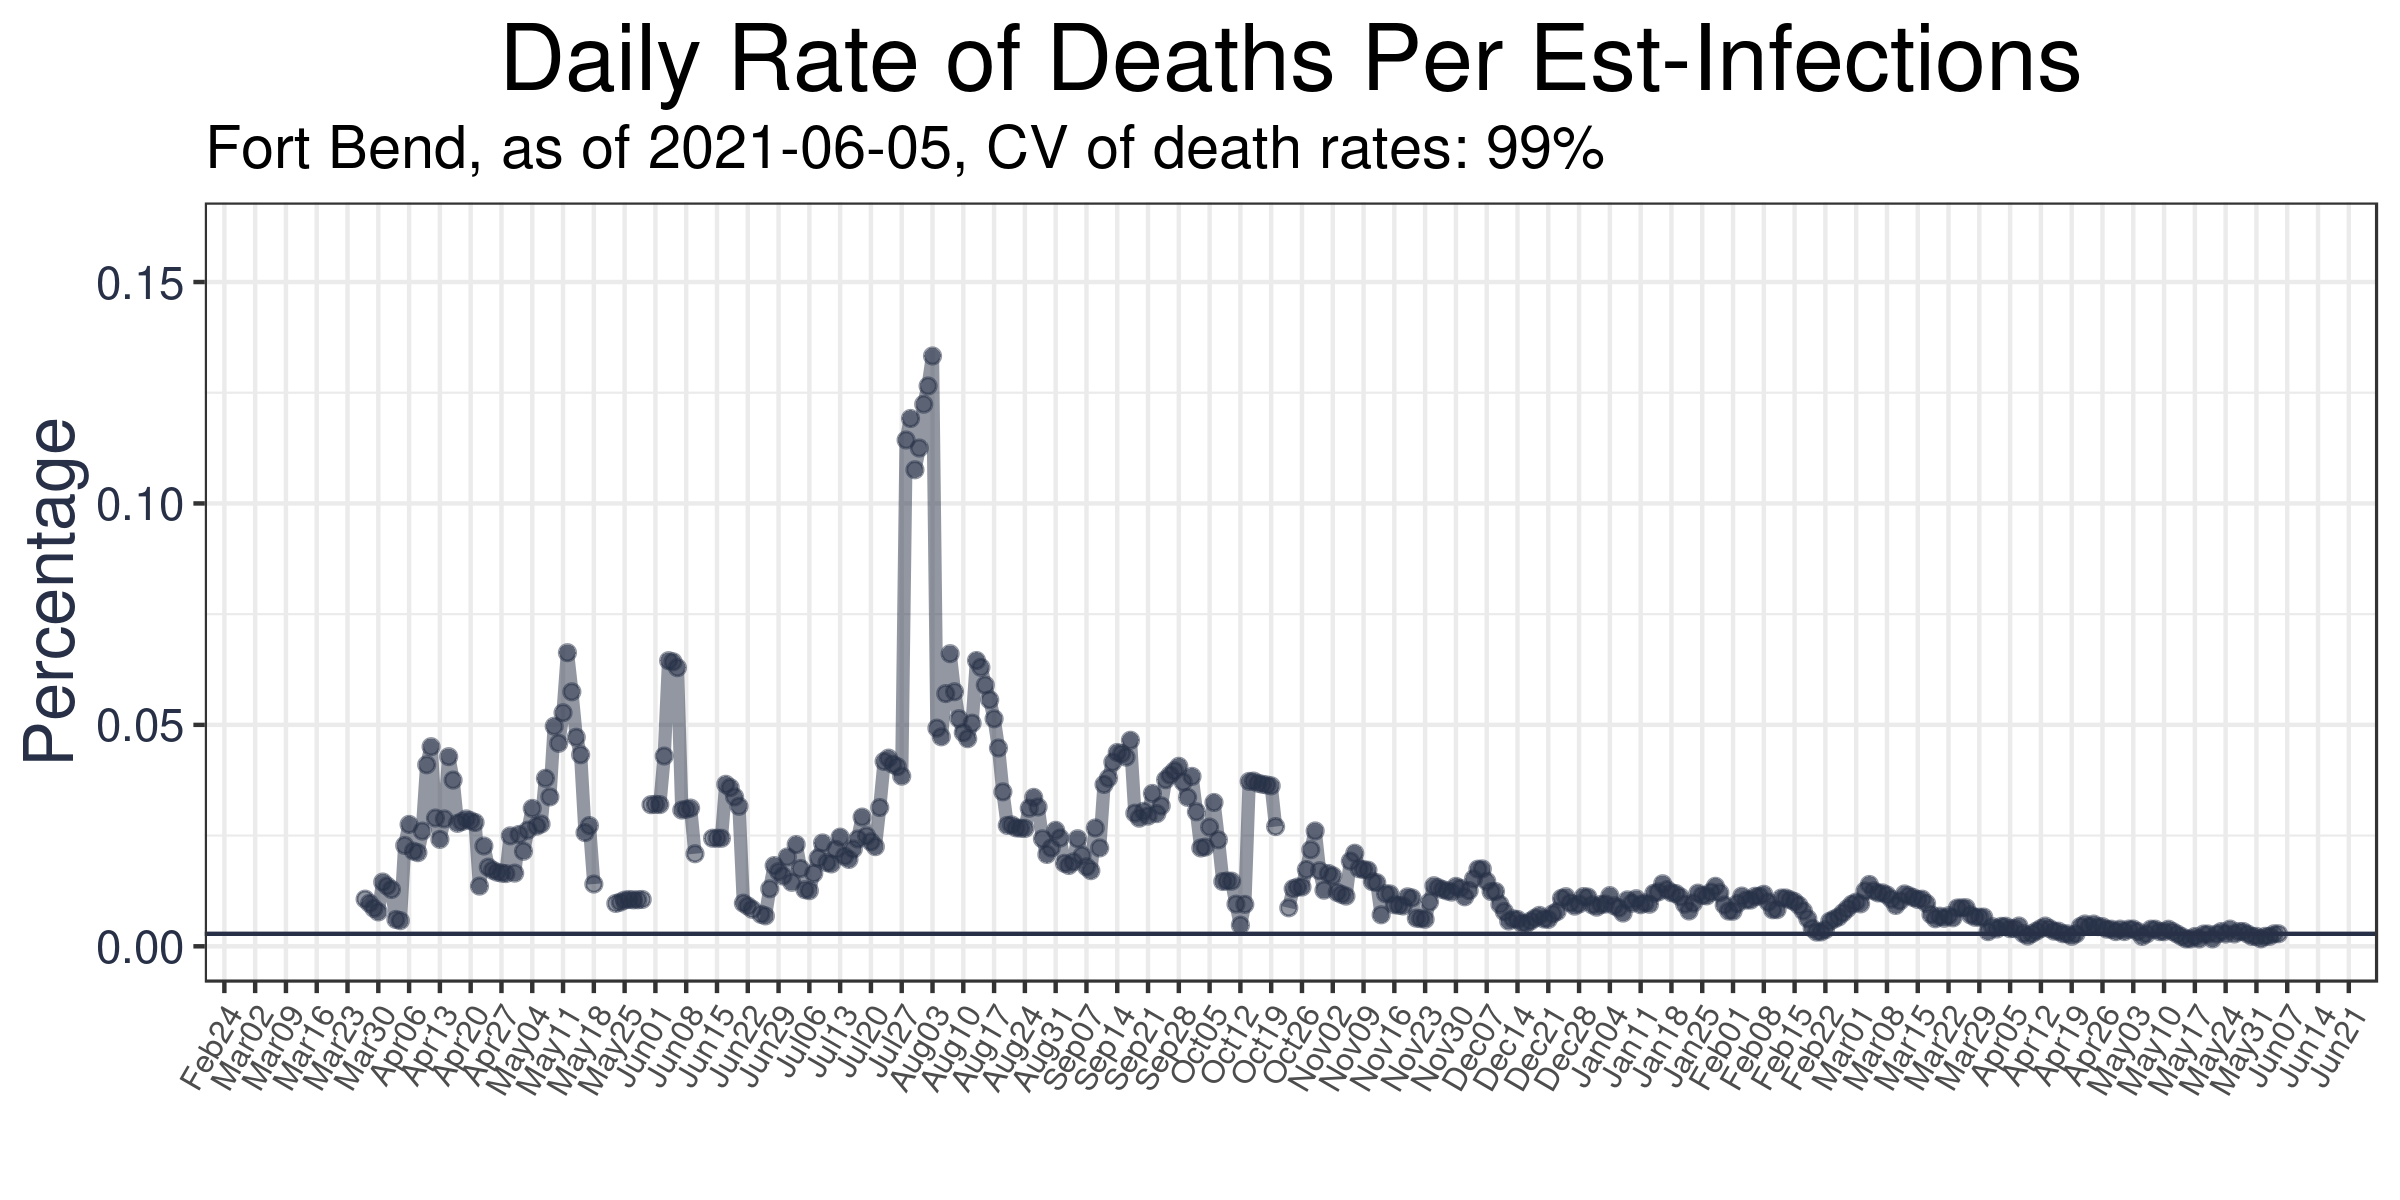 Daily Rate of Deaths Per Est-Infections
Fort Bend, as of 2021-06-05, CV of death rates: 99%
Percentage
0.15
0.10
0.05
0.00
Feb24
Mar02
Mar09
Mar16
Mar23
Mar30
Apr06
Apr13
Apr20
Apr27
May04
May11
May18
May25
Jun01
Jun08
Jun15
Jun22
Jun29
Jul06
Jul13
Jul20
Jul27
Aug03
Aug10
Aug17
Aug24
Aug31
Sep07
Sep14
Sep21
Sep28
Oct05
Oct12
Oct19
Oct26
Nov02
Nov09
Nov16
Nov23
Nov30
Dec07
Dec14
Dec21
Dec28
Jan04
Jan11
Jan18
Jan25
Feb01
Feb08
Feb15
Feb22
Mar01
Mar08
Mar15
Mar22
Mar29
Apr05
Apr12
Apr19
Apr26
May03
May10
May17
May24
May31
Jun07
Jun14
Jun21